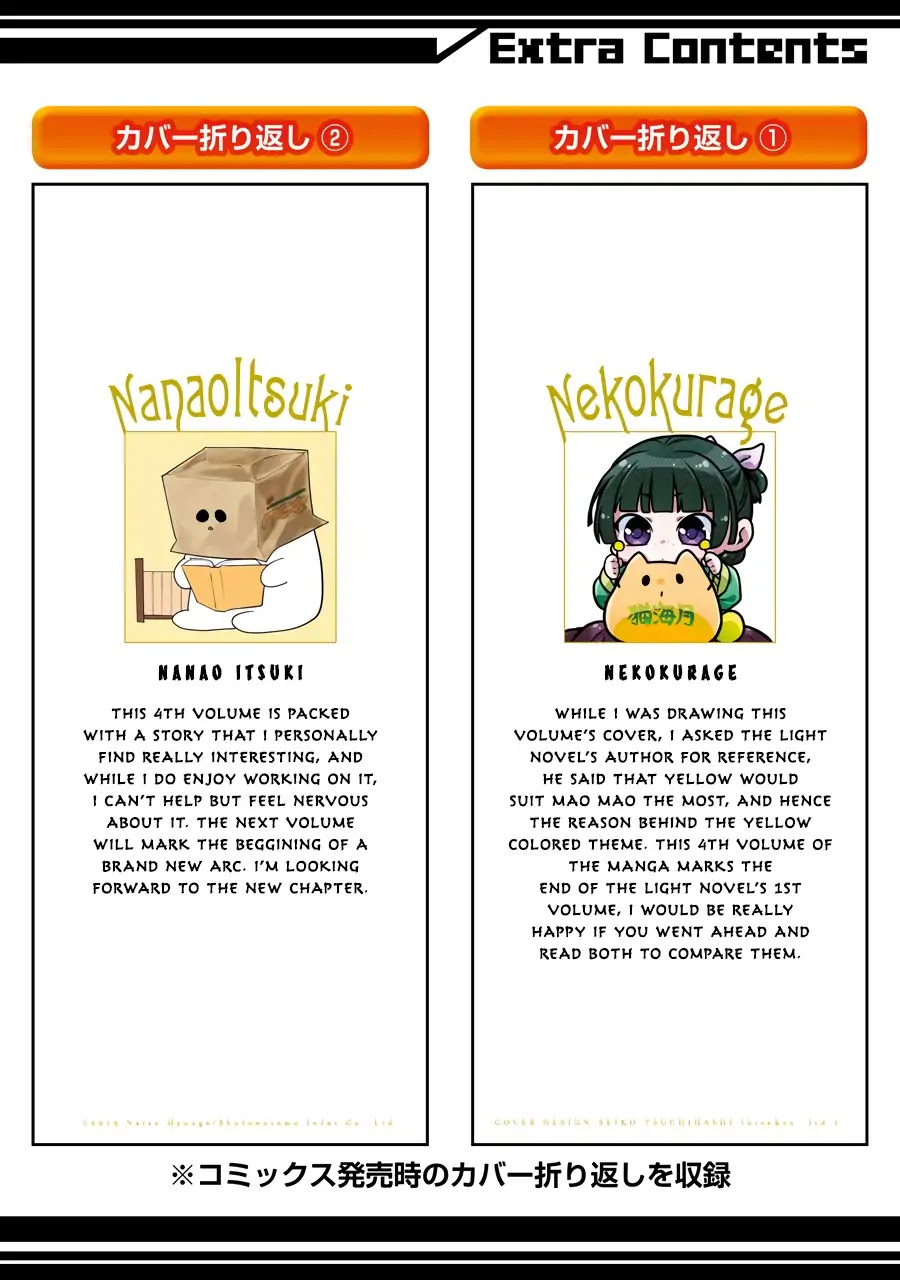 Extra Contents
カバー折り返し ①
Nekokurage
猫海月
NEKOKURAGE
WHILE I WAS DRAWING THIS
VOLUME'S COVER, I ASKED THE LIGHT
NOVEL'S AUTHOR FOR REFERENCE,
HE SAID THAT YELLOW WOULD
SUIT MAO MAO THE MOST, AND HENCE
THE REASON BEHIND THE YELLOW
COLORED THEME. THIS 4TH VOLUME OF
THE MANGA MARKS THE
END OF THE LIGHT NOVEL'S 1ST
VOLUME, I WOULD BE REALLY
HAPPY IF YOU WENT AHEAD AND
READ BOTH TO COMPARE THEM.
COVER DESIGN SEIKO TSUCHIHASHI
カバー折り返し ②
NanaoItsuki
NANAO ITSUKI
THIS 4TH VOLUME IS PACKED
WITH A STORY THAT I PERSONALLY
FIND REALLY INTERESTING, AND
WHILE I DO ENJOY WORKING ON IT,
I CAN'T HELP BUT FEEL NERVOUS
ABOUT IT. THE NEXT VOLUME
WILL MARK THE BEGGINING OF A
BRAND NEW ARC. I'M LOOKING
FORWARD TO THE NEW CHAPTER.
※コミックス発売時のカバー折り返しを収録